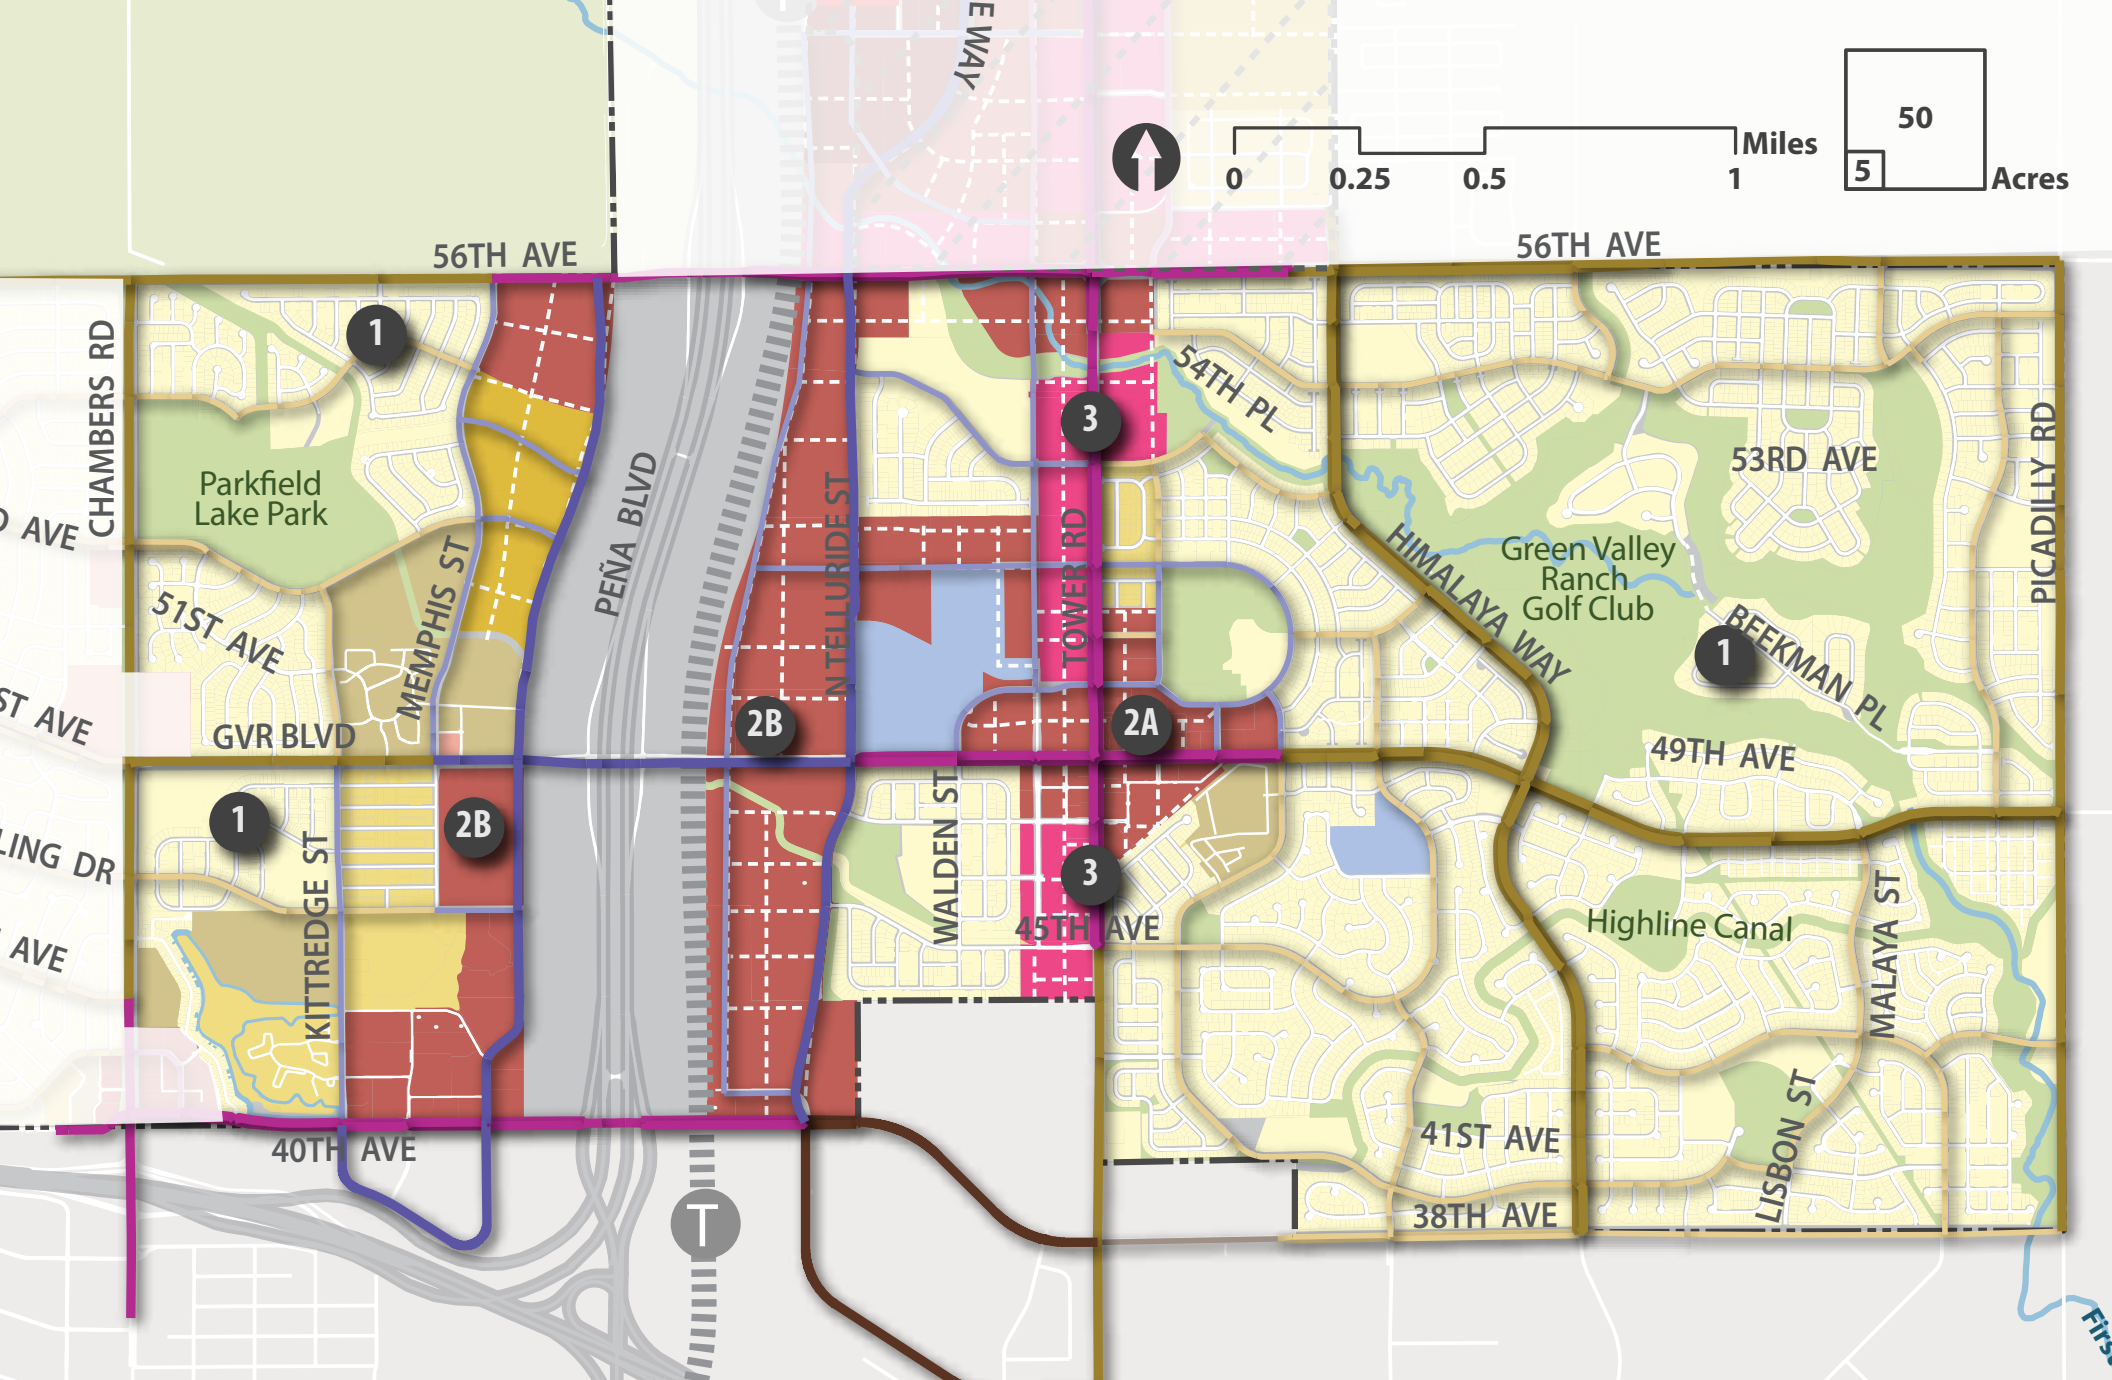 E WAY
50
Miles
5
Acres
0
0.25
0.5
1
56TH AVE
56TH AVE
1
CHAMBERS RD
54TH PL
3
53RD AVE
PICADILLY RD
Parkfield
Lake Park
PEÑA BLVD
N TELLURIDE ST
TOWER RD
D AVE
MEMPHIS ST
HIMALAYA WAY
Green Valley
Ranch
Golf Club
51ST AVE
1
BEEKMAN PL
ST AVE
GVR BLVD
2B
2A
49TH AVE
1
2B
KITTREDGE ST
WALDEN ST
3
LING DR
45TH AVE
Highline Canal
MALAYA ST
AVE
40TH AVE
41ST AVE
LISBON ST
38TH AVE
T
First